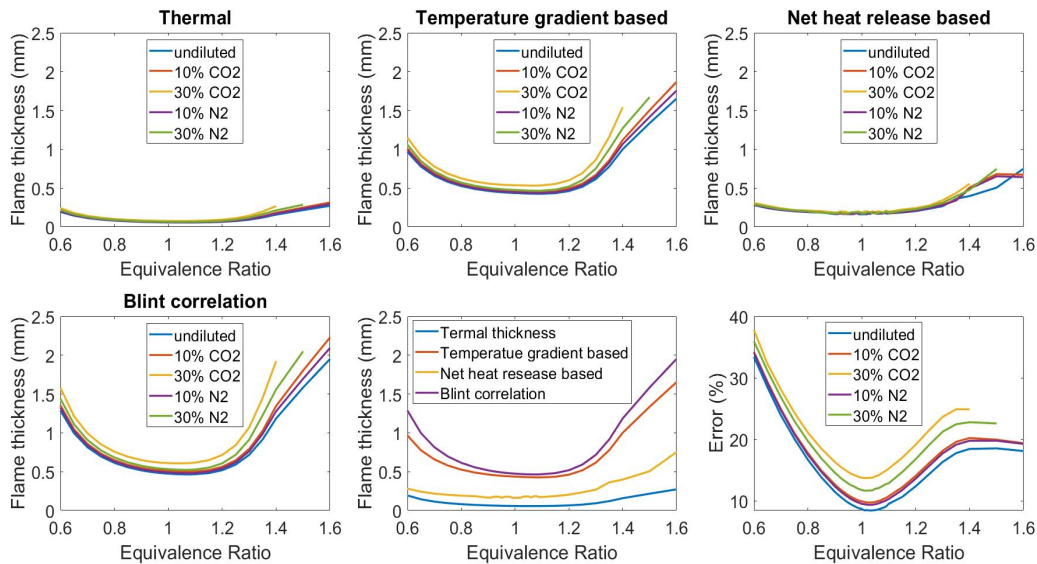 Thermal
2.5
2
1.5
1
0.5
0
Flame thickness (mm)
undiluted
10% CO2
30% CO2
10% N2
30% N2
0.6 0.8 1 1.2 1.4 1.6
Equivalence Ratio
Temperature gradient based
2.5
2
1.5
1
0.5
0
Flame thickness (mm)
undiluted
10% CO2
30% CO2
10% N2
30% N2
0.6 0.8 1 1.2 1.4 1.6
Equivalence Ratio
Net heat release based
2.5
2
1.5
1
0.5
0
Flame thickness (mm)
undiluted
10% CO2
30% CO2
10% N2
30% N2
0.6 0.8 1 1.2 1.4 1.6
Equivalence Ratio
Blint correlation
2.5
2
1.5
1
0.5
0
Flame thickness (mm)
undiluted
10% CO2
30% CO2
10% N2
30% N2
0.6 0.8 1 1.2 1.4 1.6
Equivalence Ratio
2.5
2
1.5
1
0.5
0
Flame thickness (mm)
Termal thickness
Temperatue gradient based
Net heat resease based
Blint correlation
0.6 0.8 1 1.2 1.4 1.6
Equivalence Ratio
40
30
20
10
Error (%)
undiluted
10% CO2
30% CO2
10% N2
30% N2
0.6 0.8 1 1.2 1.4 1.6
Equivalence Ratio